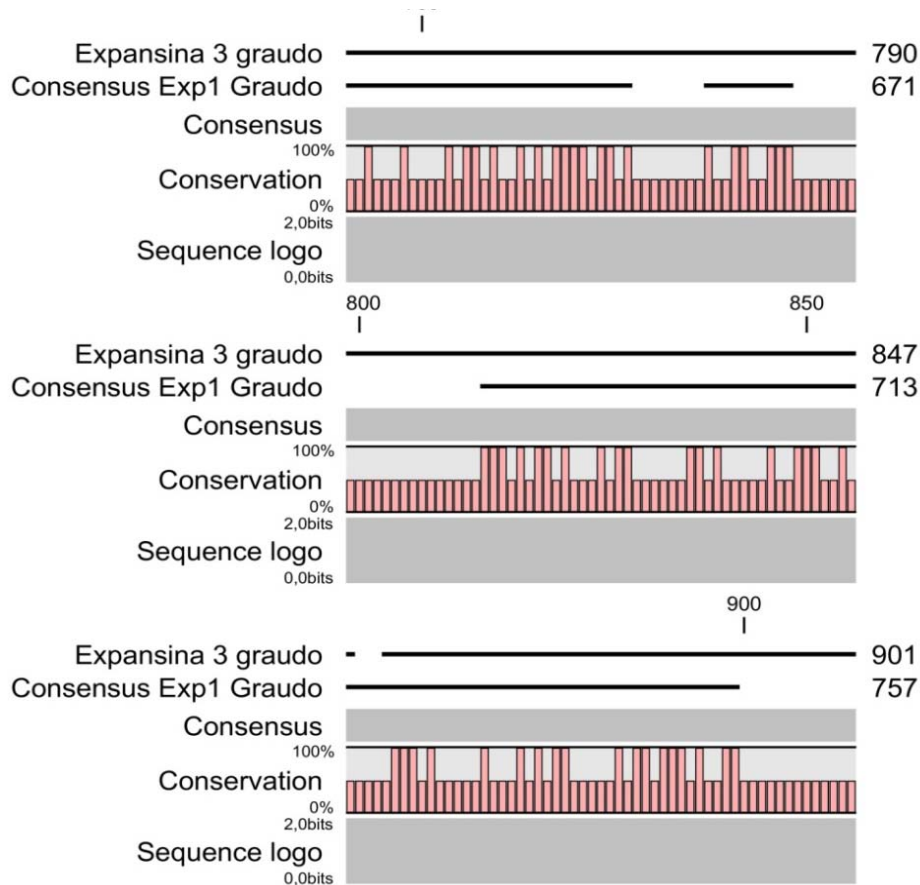 Expansina 3 graudo 790
Consensus Exp1 Graudo 671
Consensus
100%
Conservation
0%
2,0bits
Sequence logo
0,0bits
800 850
Expansina 3 graudo 847
Consensus Exp1 Graudo 713
Consensus
100%
Conservation
0%
2,0bits
Sequence logo
0,0bits
900
Expansina 3 graudo 901
Consensus Exp1 Graudo 757
Consensus
100%
Conservation
0%
2,0bits
Sequence logo
0,0bits